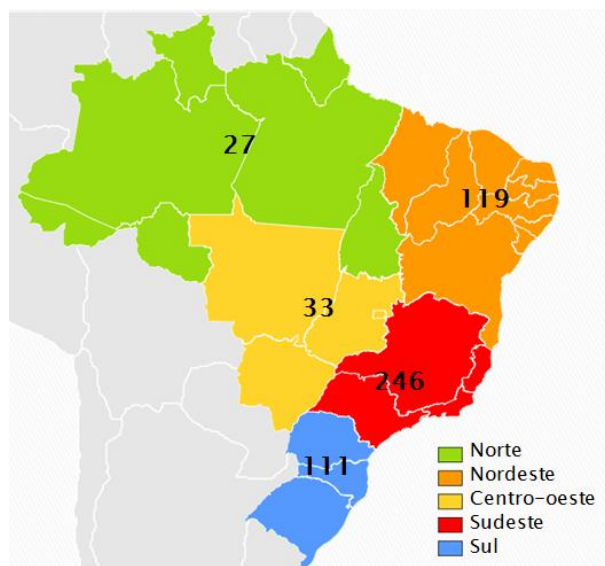 27
119
33
246
111
Norte
Nordeste
Centro-oeste
Sudeste
Sul